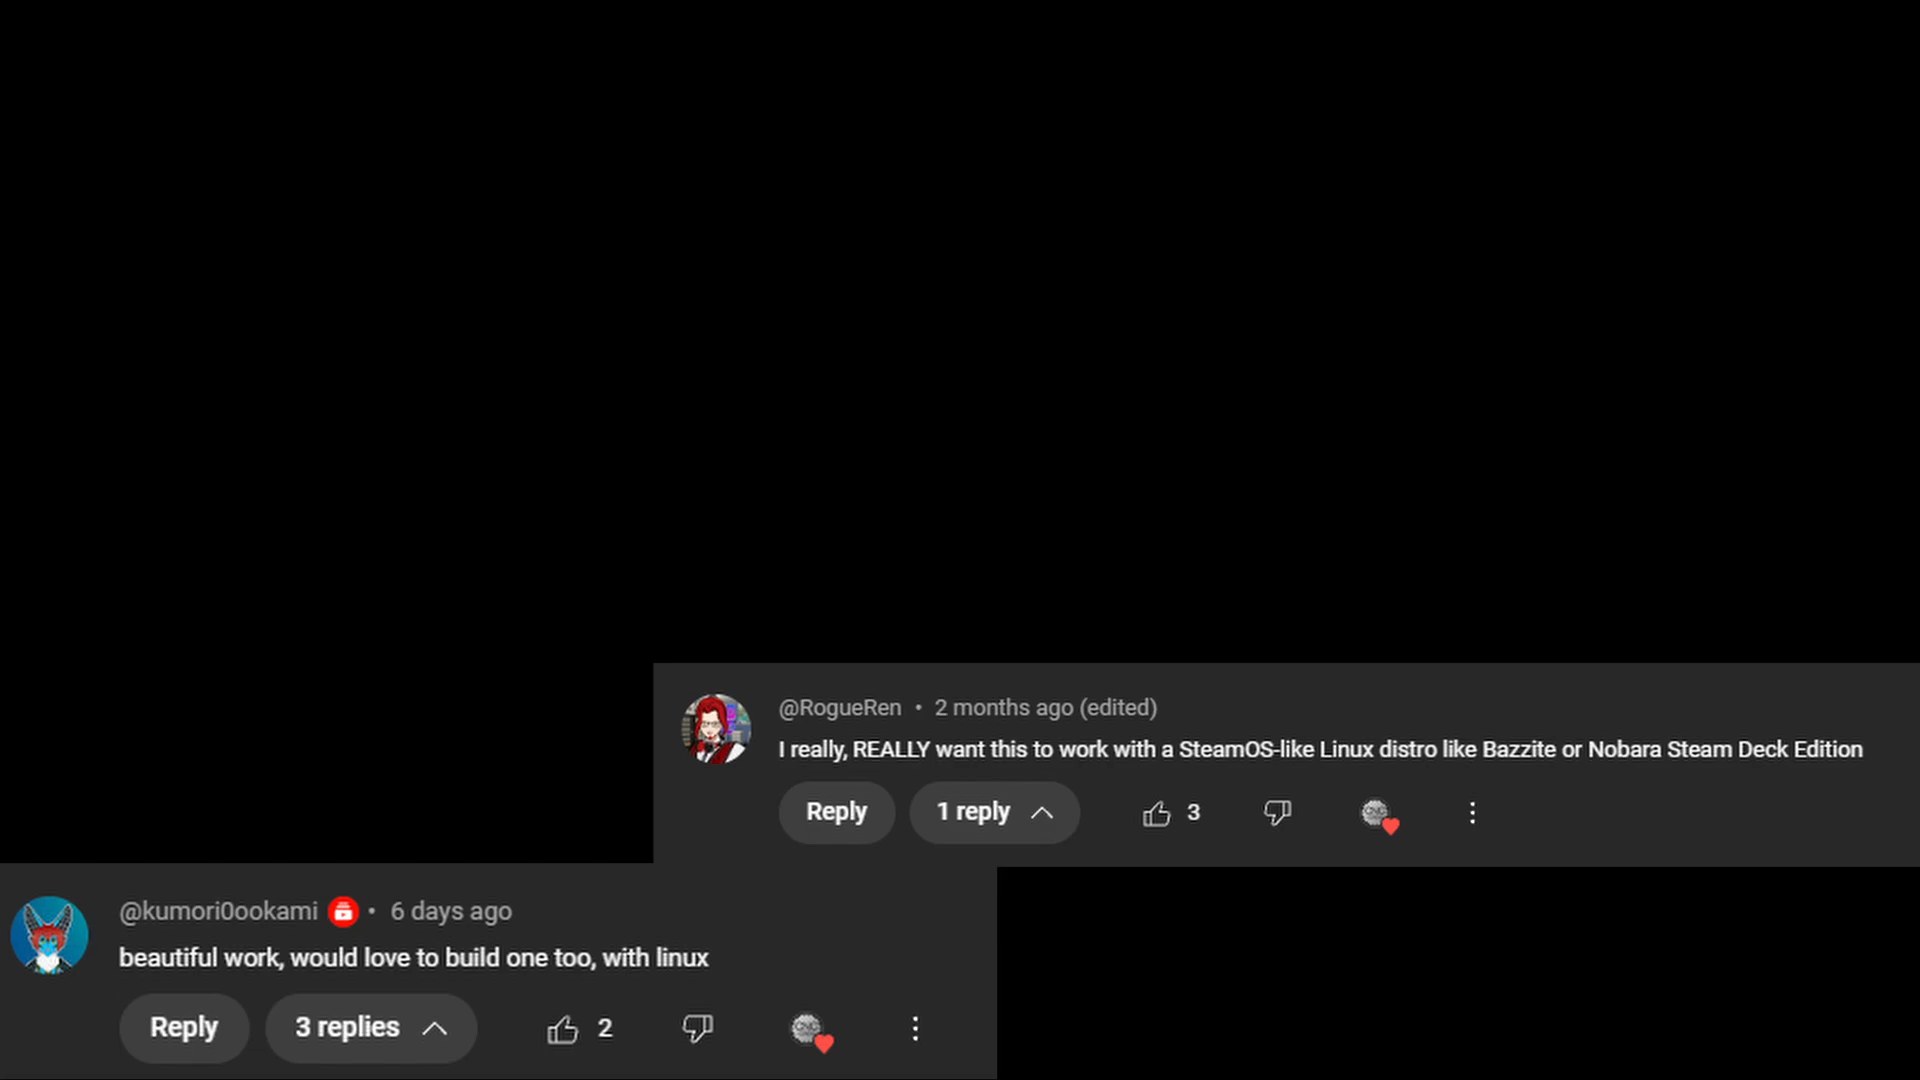 @RogueRen • 2 months ago (edited)
I really, REALLY want this to work with a SteamOS-like Linux distro like Bazzite or Nobara Steam Deck Edition
Reply 1 reply 3
@kumori0ookami • 6 days ago
beautiful work, would love to build one too, with linux
Reply 3 replies 2